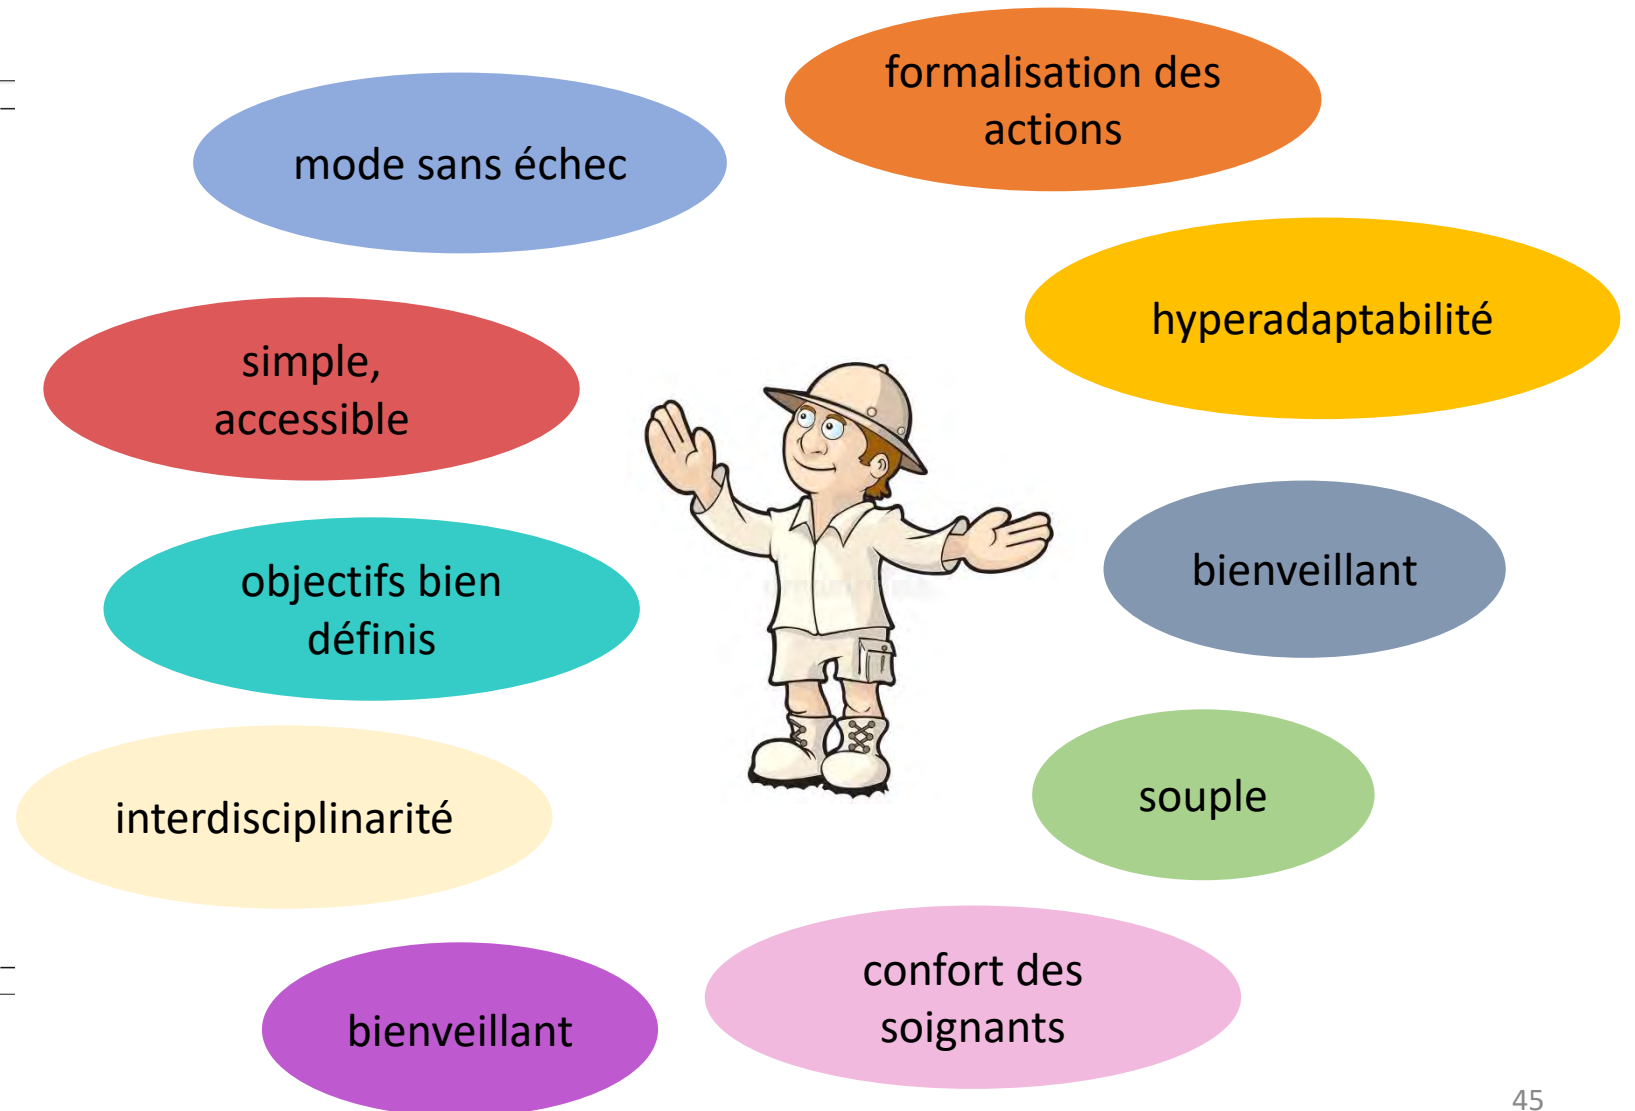 formalisation des
actions
mode sans échec
hyperadaptabilité
simple,
accessible
bienveillant
objectifs bien
définis
souple
interdisciplinarité
confort des
soignants
bienveillant
45